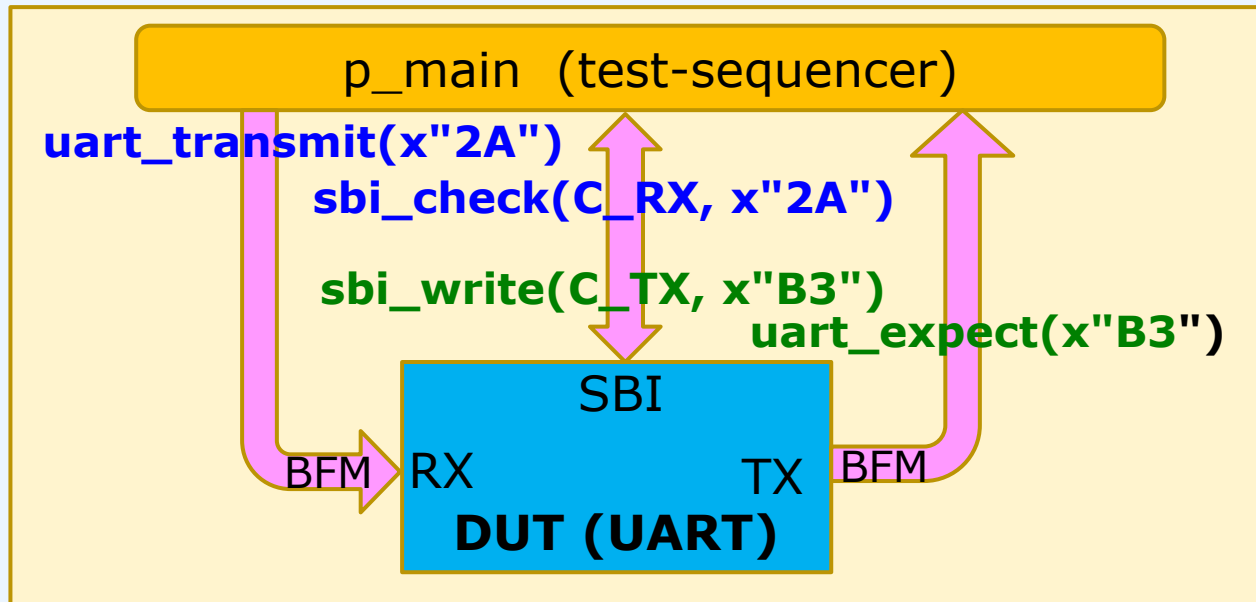 p_main (test-sequencer)
uart_transmit(x"2A")
sbi_check(C_RX, x"2A")
sbi_write(C_TX, x"B3")
uart_expect(x"B3")
SBI
BFM
RX
TX
BFM
DUT (UART)